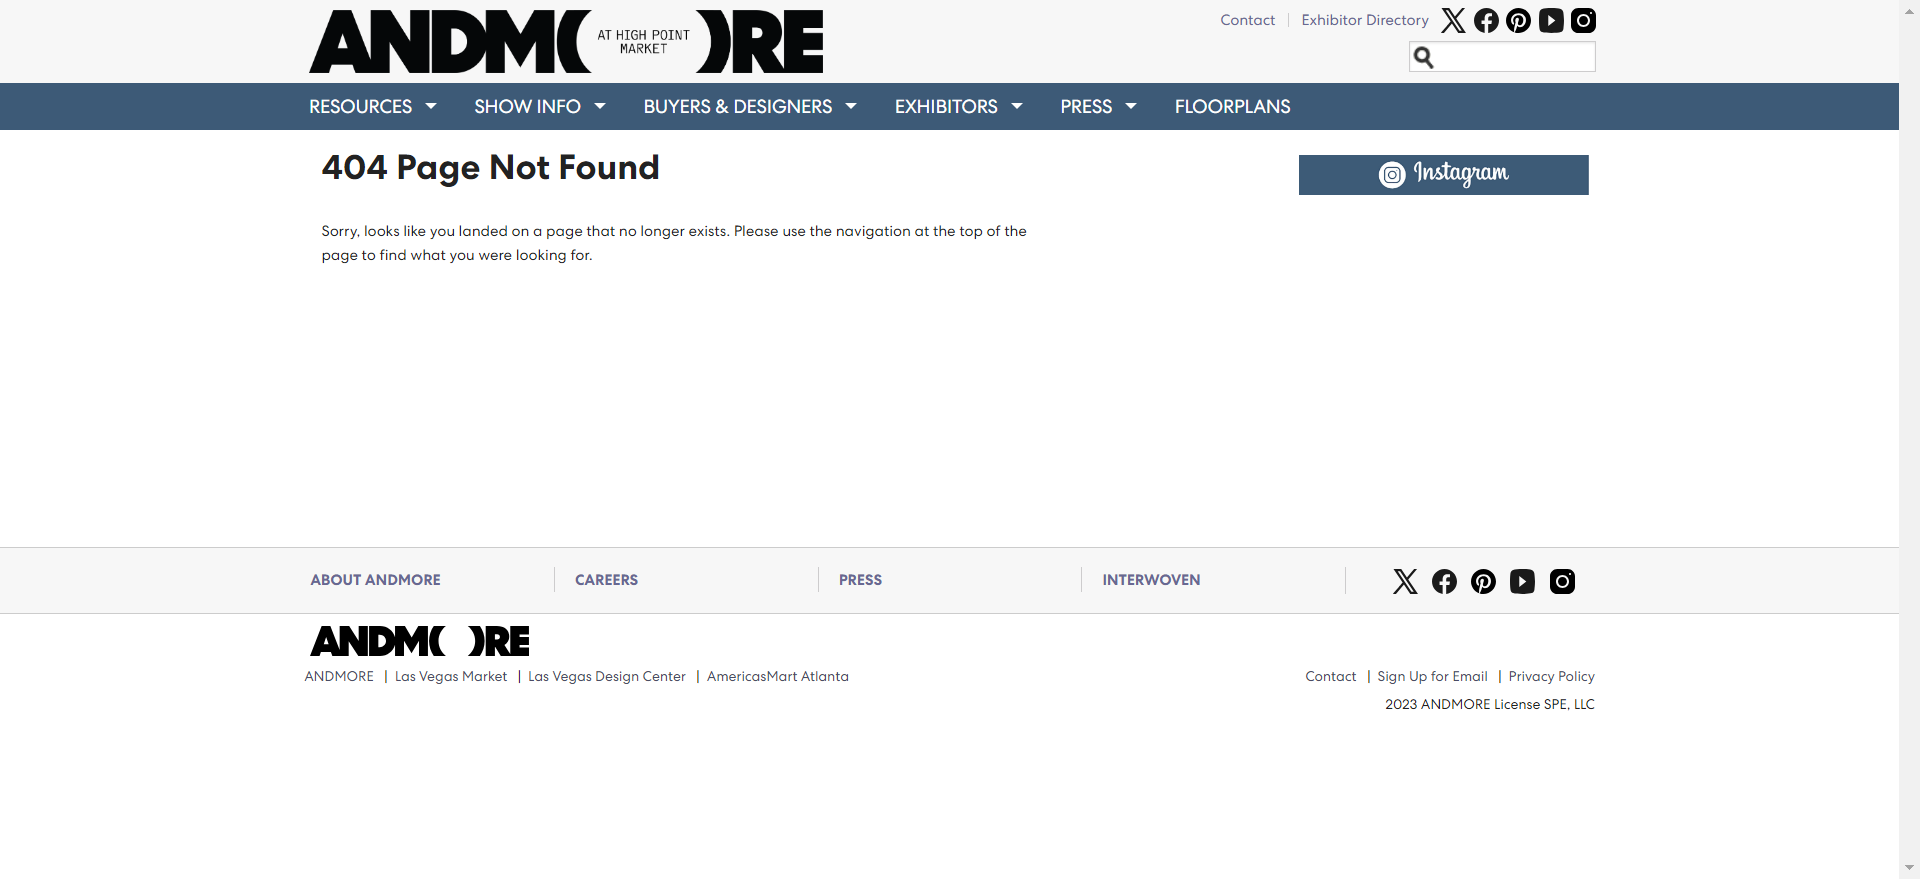 ANDM( AT HIGH POINT MARKET )RE
Contact
Exhibitor Directory
RESOURCES
SHOW INFO
BUYERS & DESIGNERS
EXHIBITORS
PRESS
FLOORPLANS
404 Page Not Found
Instagram
Sorry, looks like you landed on a page that no longer exists. Please use the navigation at the top of the
page to find what you were looking for.
ABOUT ANDMORE
CAREERS
PRESS
INTERWOVEN
ANDM( )RE
ANDMORE | Las Vegas Market | Las Vegas Design Center | AmericasMart Atlanta
Contact | Sign Up for Email | Privacy Policy
2023 ANDMORE License SPE, LLC